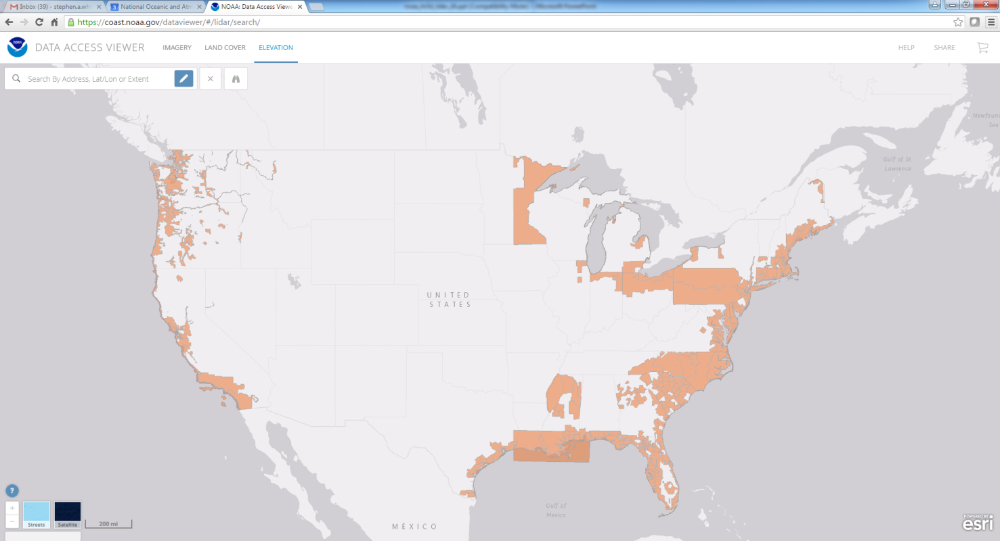 Inbox (39) - stephen.a.whi
National Oceanic and Atm
NOAA: Data Access Viewe
https://coast.noaa.gov/dataviewer/#/lidar/search/
DATA ACCESS VIEWER IMAGERY LAND COVER ELEVATION HELP SHARE
Search By Address, Lat/Lon or Extent
Newfoun
Sea
Gulf of St
Lawrence
UNITED
STATES
Gulf of
Mexico
MÉXICO
?
+
−
Streets Satellite 200 mi
POWERED BY
esri